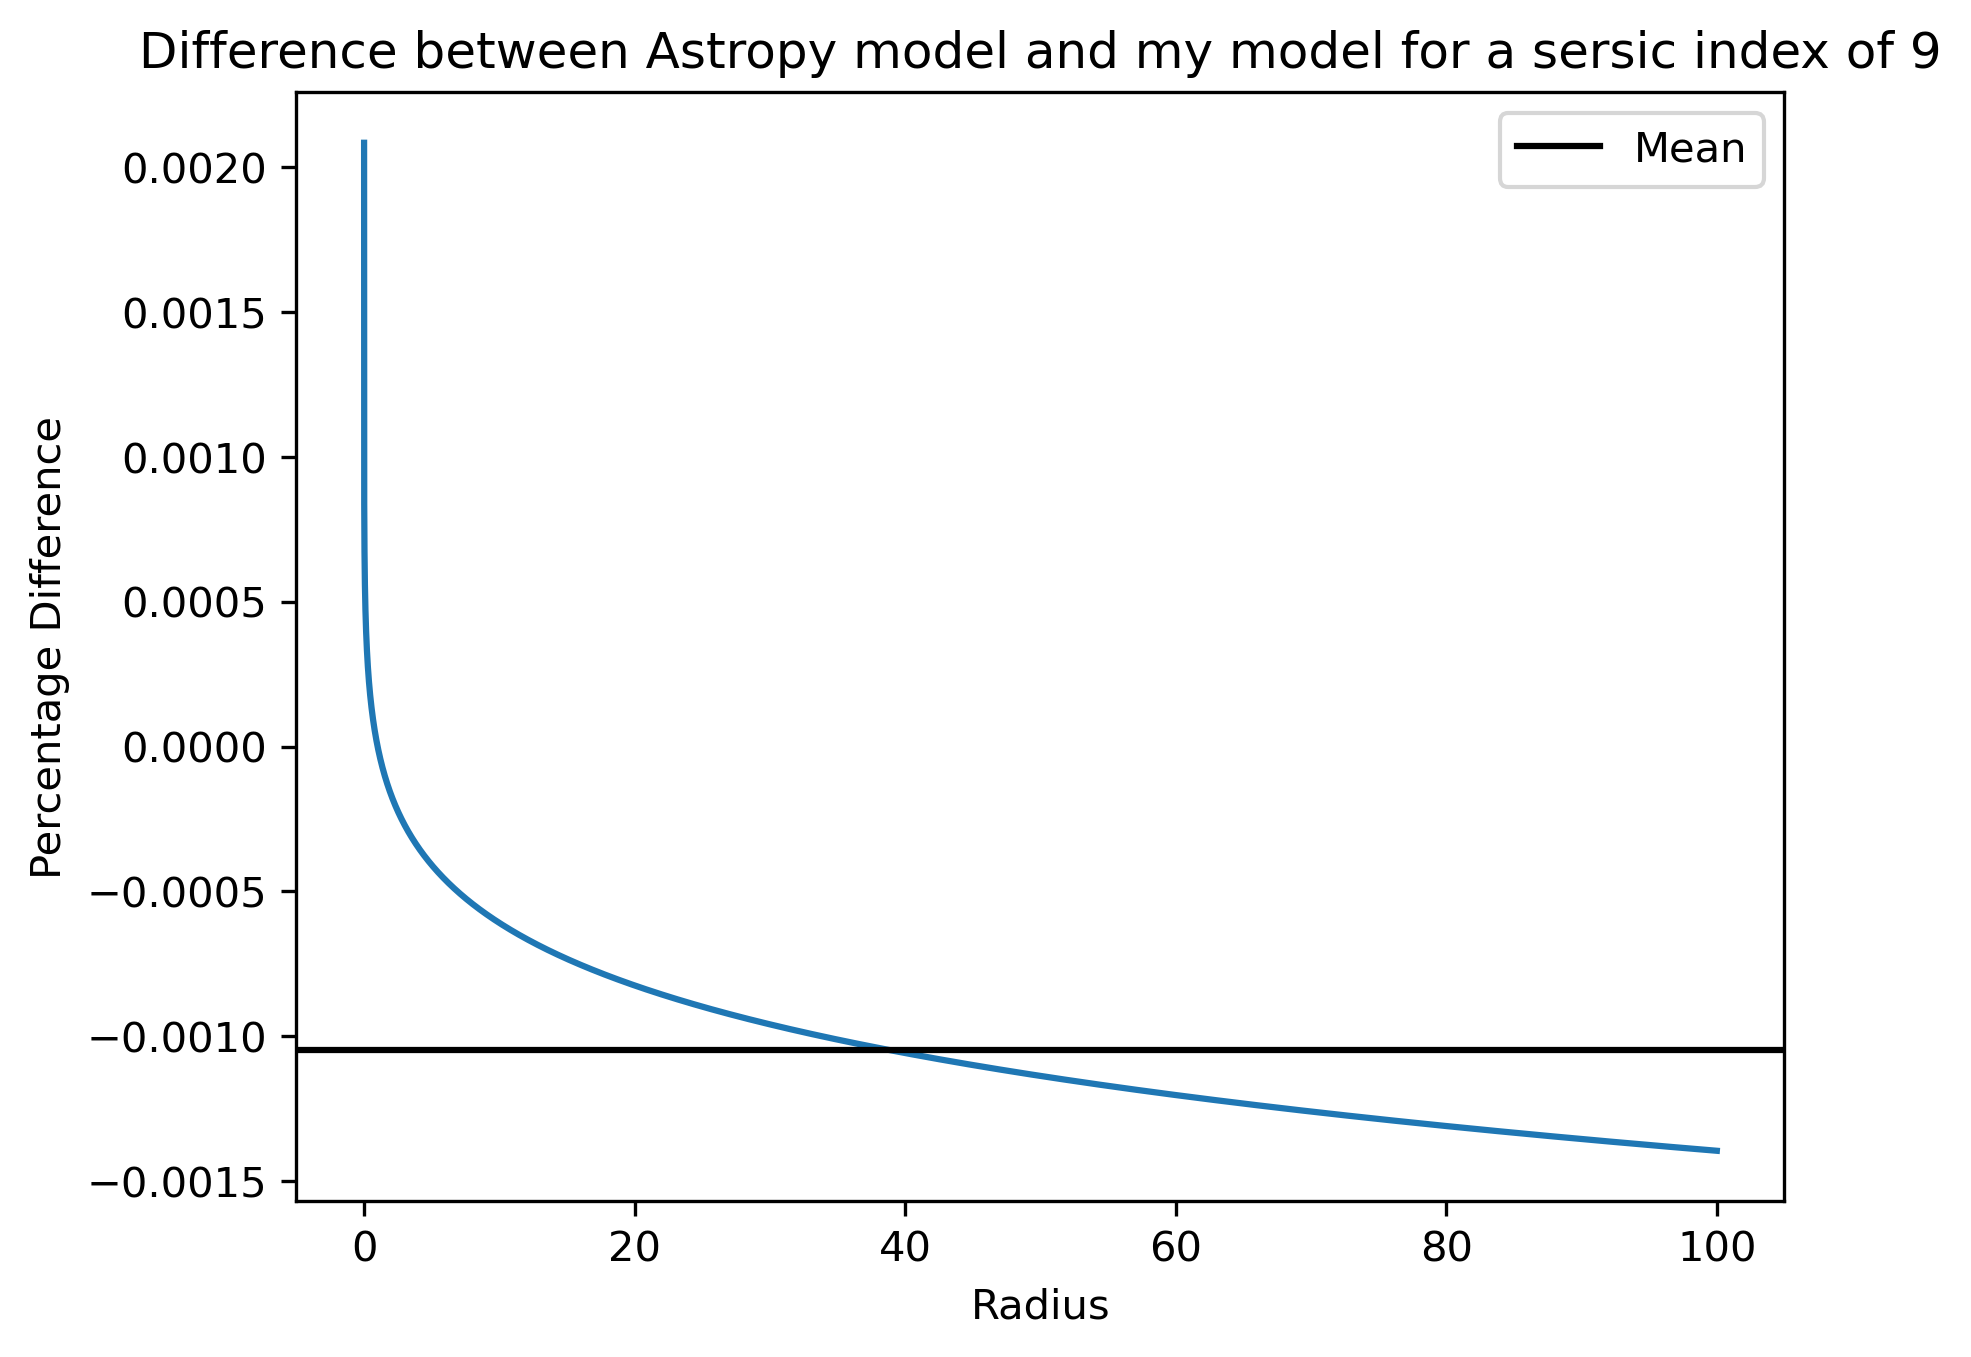 Difference between Astropy model and my model for a sersic index of 9
Mean
Percentage Difference
0.0020
0.0015
0.0010
0.0005
0.0000
−0.0005
−0.0010
−0.0015
0 20 40 60 80 100
Radius